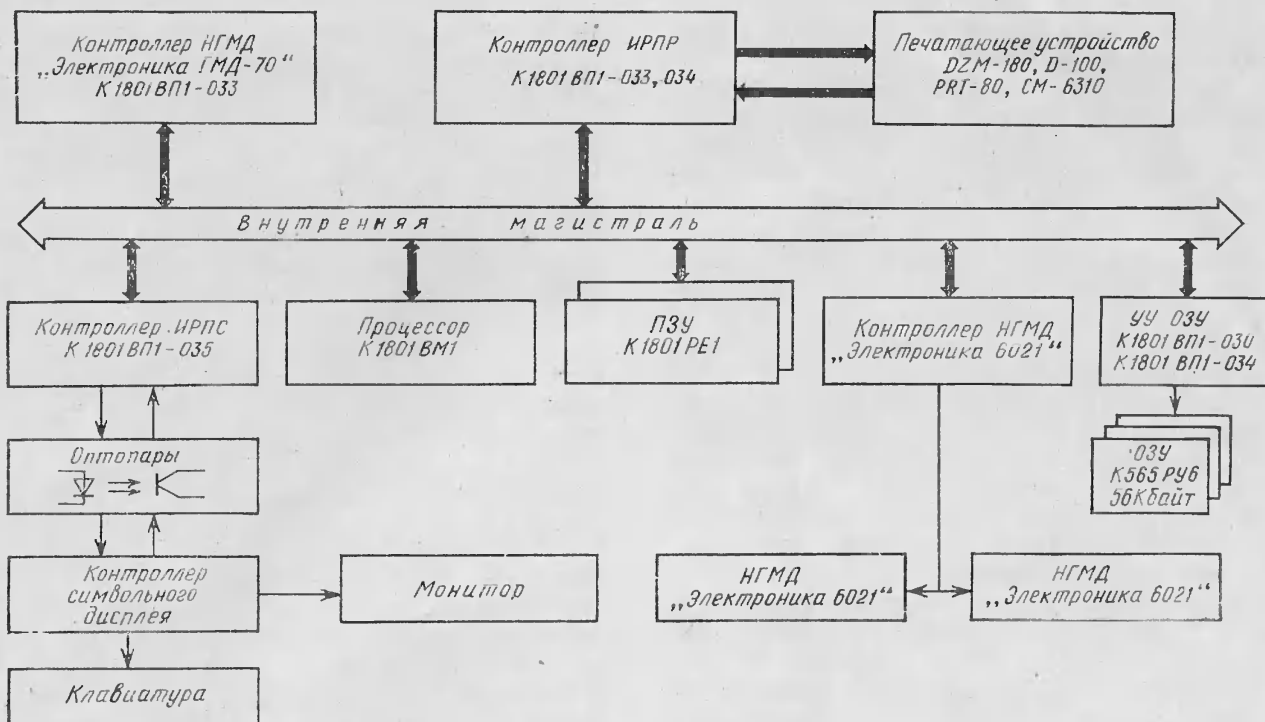 Контроллер НГМД
„Электроника ГМД-70“
К1801ВП1-033
Контроллер ИРПР
К1801ВП1-033, 034
Печатающее устройство
DZM-180, D-100,
PRT-80, СМ-6310
Внутренняя магистраль
Контроллер ИРПС
К1801ВП1-035
Процессор
К1801ВМ1
ПЗУ
К1801РЕ1
Контроллер НГМД
„Электроника 6021“
УУ ОЗУ
К1801ВП1-030
К1801ВП1-034
Оптопары
ОЗУ
К565РУ6
56Кбайт
Контроллер
символьного
дисплея
Монитор
НГМД
„Электроника 6021“
НГМД
„Электроника 6021“
Клавиатура